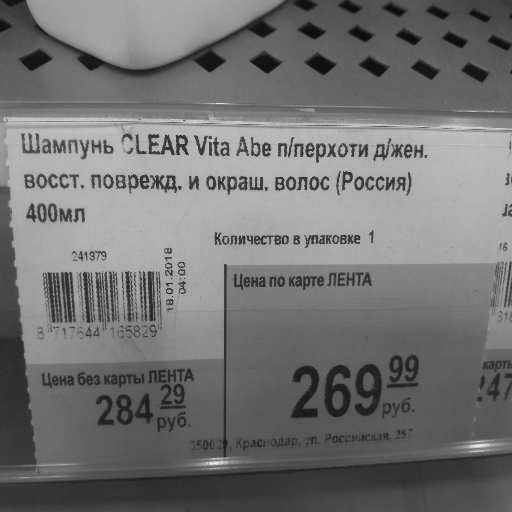 Шампунь CLEAR Vita Abe п/перхоти д/жен.
восст. поврежд. и окраш. волос (Россия)
400мл
Количество в упаковке 1
241979
18.01.2018
04:00
8 717644 165829
Цена без карты ЛЕНТА
284 29
руб.
Цена по карте ЛЕНТА
269 99
руб.
350029, Краснодар, ул. Российская, 257
247